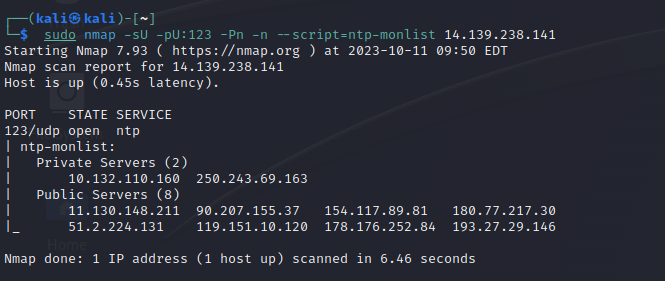 ┌──(kali㉿kali)-[~]
└─$ sudo nmap -sU -pU:123 -Pn -n --script=ntp-monlist 14.139.238.141
Starting Nmap 7.93 ( https://nmap.org ) at 2023-10-11 09:50 EDT
Nmap scan report for 14.139.238.141
Host is up (0.45s latency).

PORT    STATE SERVICE
123/udp open  ntp
| ntp-monlist:
|   Private Servers (2)
|       10.132.110.160  250.243.69.163
|   Public Servers (8)
|       11.130.148.211  90.207.155.37   154.117.89.81   180.77.217.30
|_      51.2.224.131    119.151.10.120  178.176.252.84  193.27.29.146
Home

Nmap done: 1 IP address (1 host up) scanned in 6.46 seconds